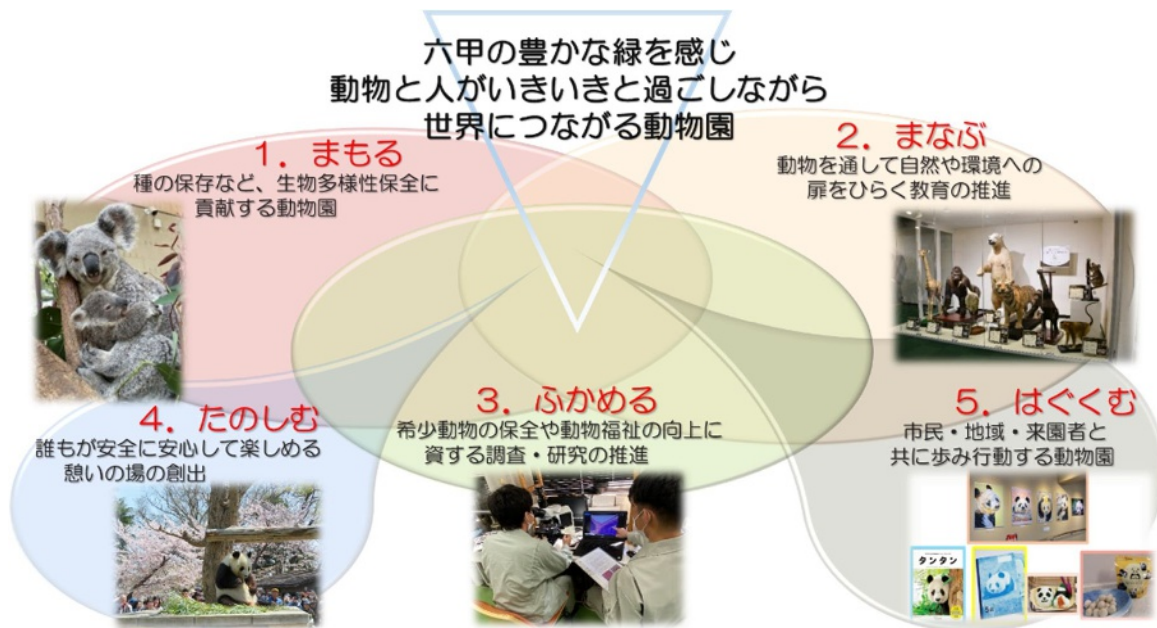 六甲の豊かな緑を感じ
動物と人がいきいきと過ごしながら
世界につながる動物園
1．まもる
種の保存など、生物多様性保全に
貢献する動物園
2．まなぶ
動物を通して自然や環境への
扉をひらく教育の推進
3．ふかめる
希少動物の保全や動物福祉の向上に
資する調査・研究の推進
4．たのしむ
誰もが安全に安心して楽しめる
憩いの場の創出
5．はぐくむ
市民・地域・来園者と
共に歩み行動する動物園
タンタン